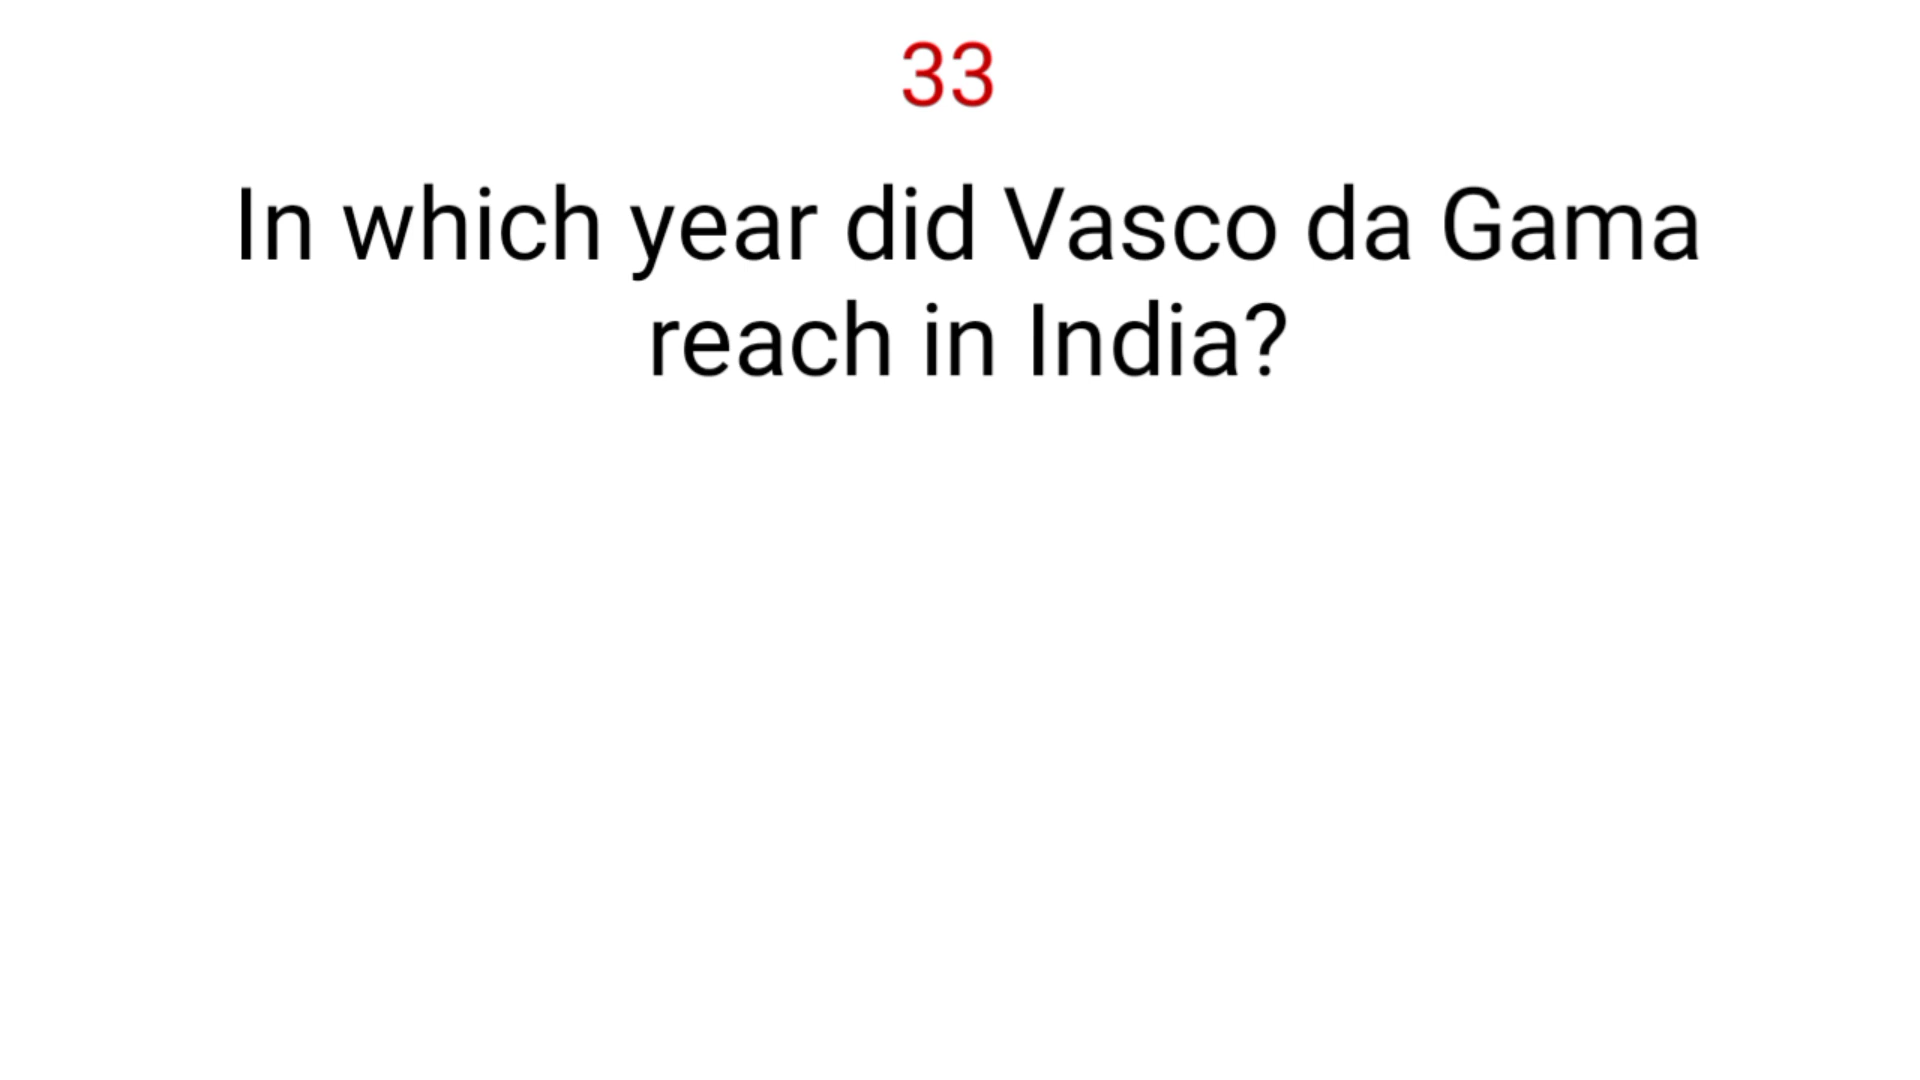 33
In which year did Vasco da Gama
reach in India?